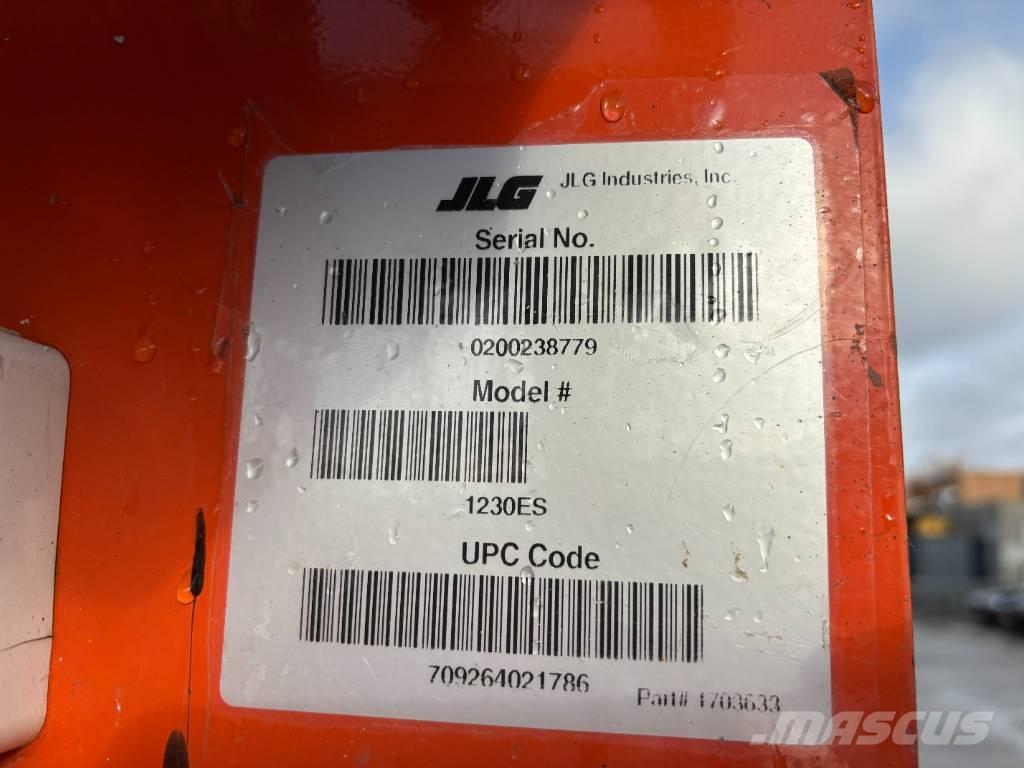 JLG JLG Industries, Inc.
Serial No.
0200238779
Model #
1230ES
UPC Code
709264021786
Part# 1703633
MASCUS